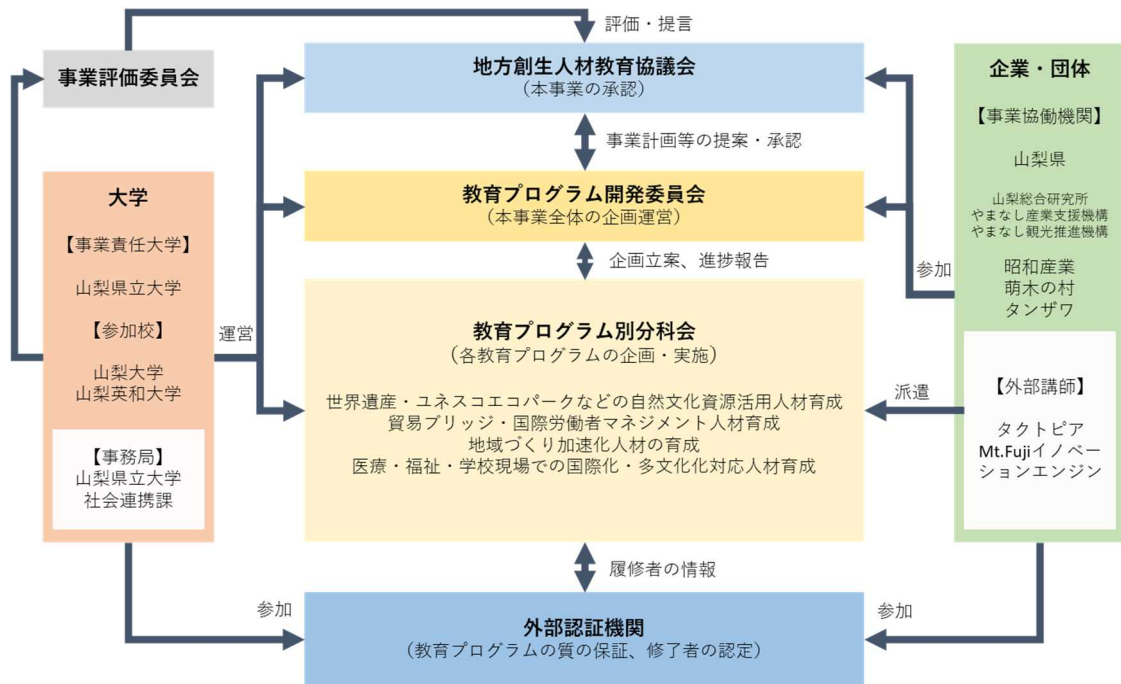 評価・提言
事業評価委員会
地方創生人材教育協議会
(本事業の承認)
事業計画等の提案・承認
教育プログラム開発委員会
(本事業全体の企画運営)
企画立案、進捗報告
大学
【事業責任大学】
山梨県立大学
【参加校】
山梨大学
山梨英和大学
【事務局】
山梨県立大学
社会連携課
運営
教育プログラム別分科会
(各教育プログラムの企画・実施)
世界遺産・ユネスコエコパークなどの自然文化資源活用人材育成
貿易ブリッジ・国際労働者マネジメント人材育成
地域づくり加速化人材の育成
医療・福祉・学校現場での国際化・多文化化対応人材育成
企業・団体
【事業協働機関】
山梨県
山梨総合研究所
やまなし産業支援機構
やまなし観光推進機構
昭和産業
萌木の村
タンザワ
参加
派遣
【外部講師】
タクトピア
Mt.Fujiイノベー
ションエンジン
履修者の情報
参加
外部認証機関
(教育プログラムの質の保証、修了者の認定)
参加